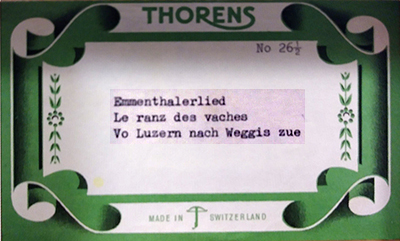 THORENS
No 26½
Emmenthalerlied
Le ranz des vaches
Vo Luzern nach Weggis zue
MADE IN SWITZERLAND